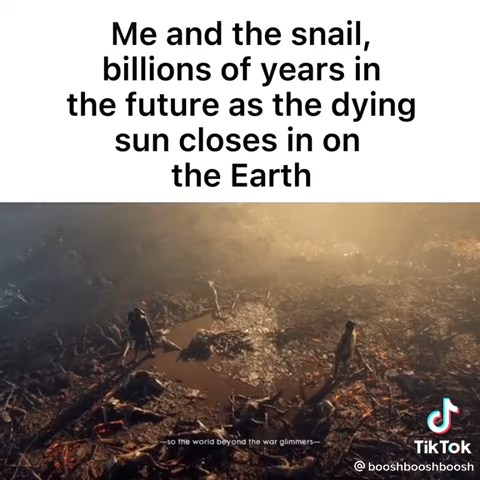 Me and the snail,
billions of years in
the future as the dying
sun closes in on
the Earth
—so the world beyond the war glimmers—
TikTok
@booshbooshboosh